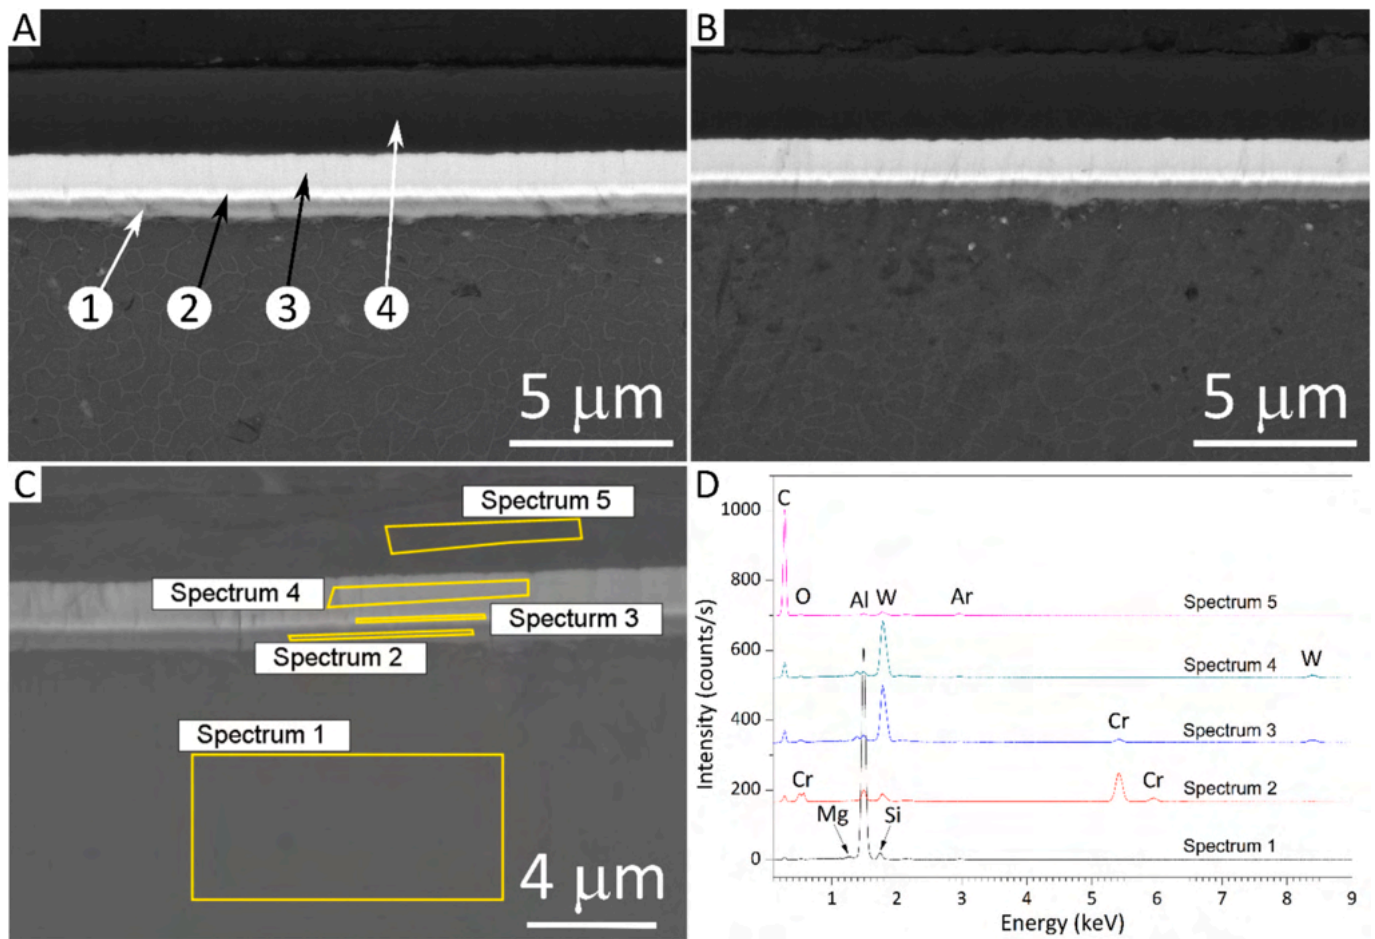 A
1
2
3
4
5 μm
B
5 μm
C
Spectrum 5
Spectrum 4
Specturm 3
Spectrum 2
Spectrum 1
4 μm
D
Intensity (counts/s)
1000
800
600
400
200
0
C
O
Al
W
Ar
Spectrum 5
Spectrum 4
W
Cr
Spectrum 3
Cr
Cr
Spectrum 2
Mg
Si
Spectrum 1
1 2 3 4 5 6 7 8 9
Energy (keV)